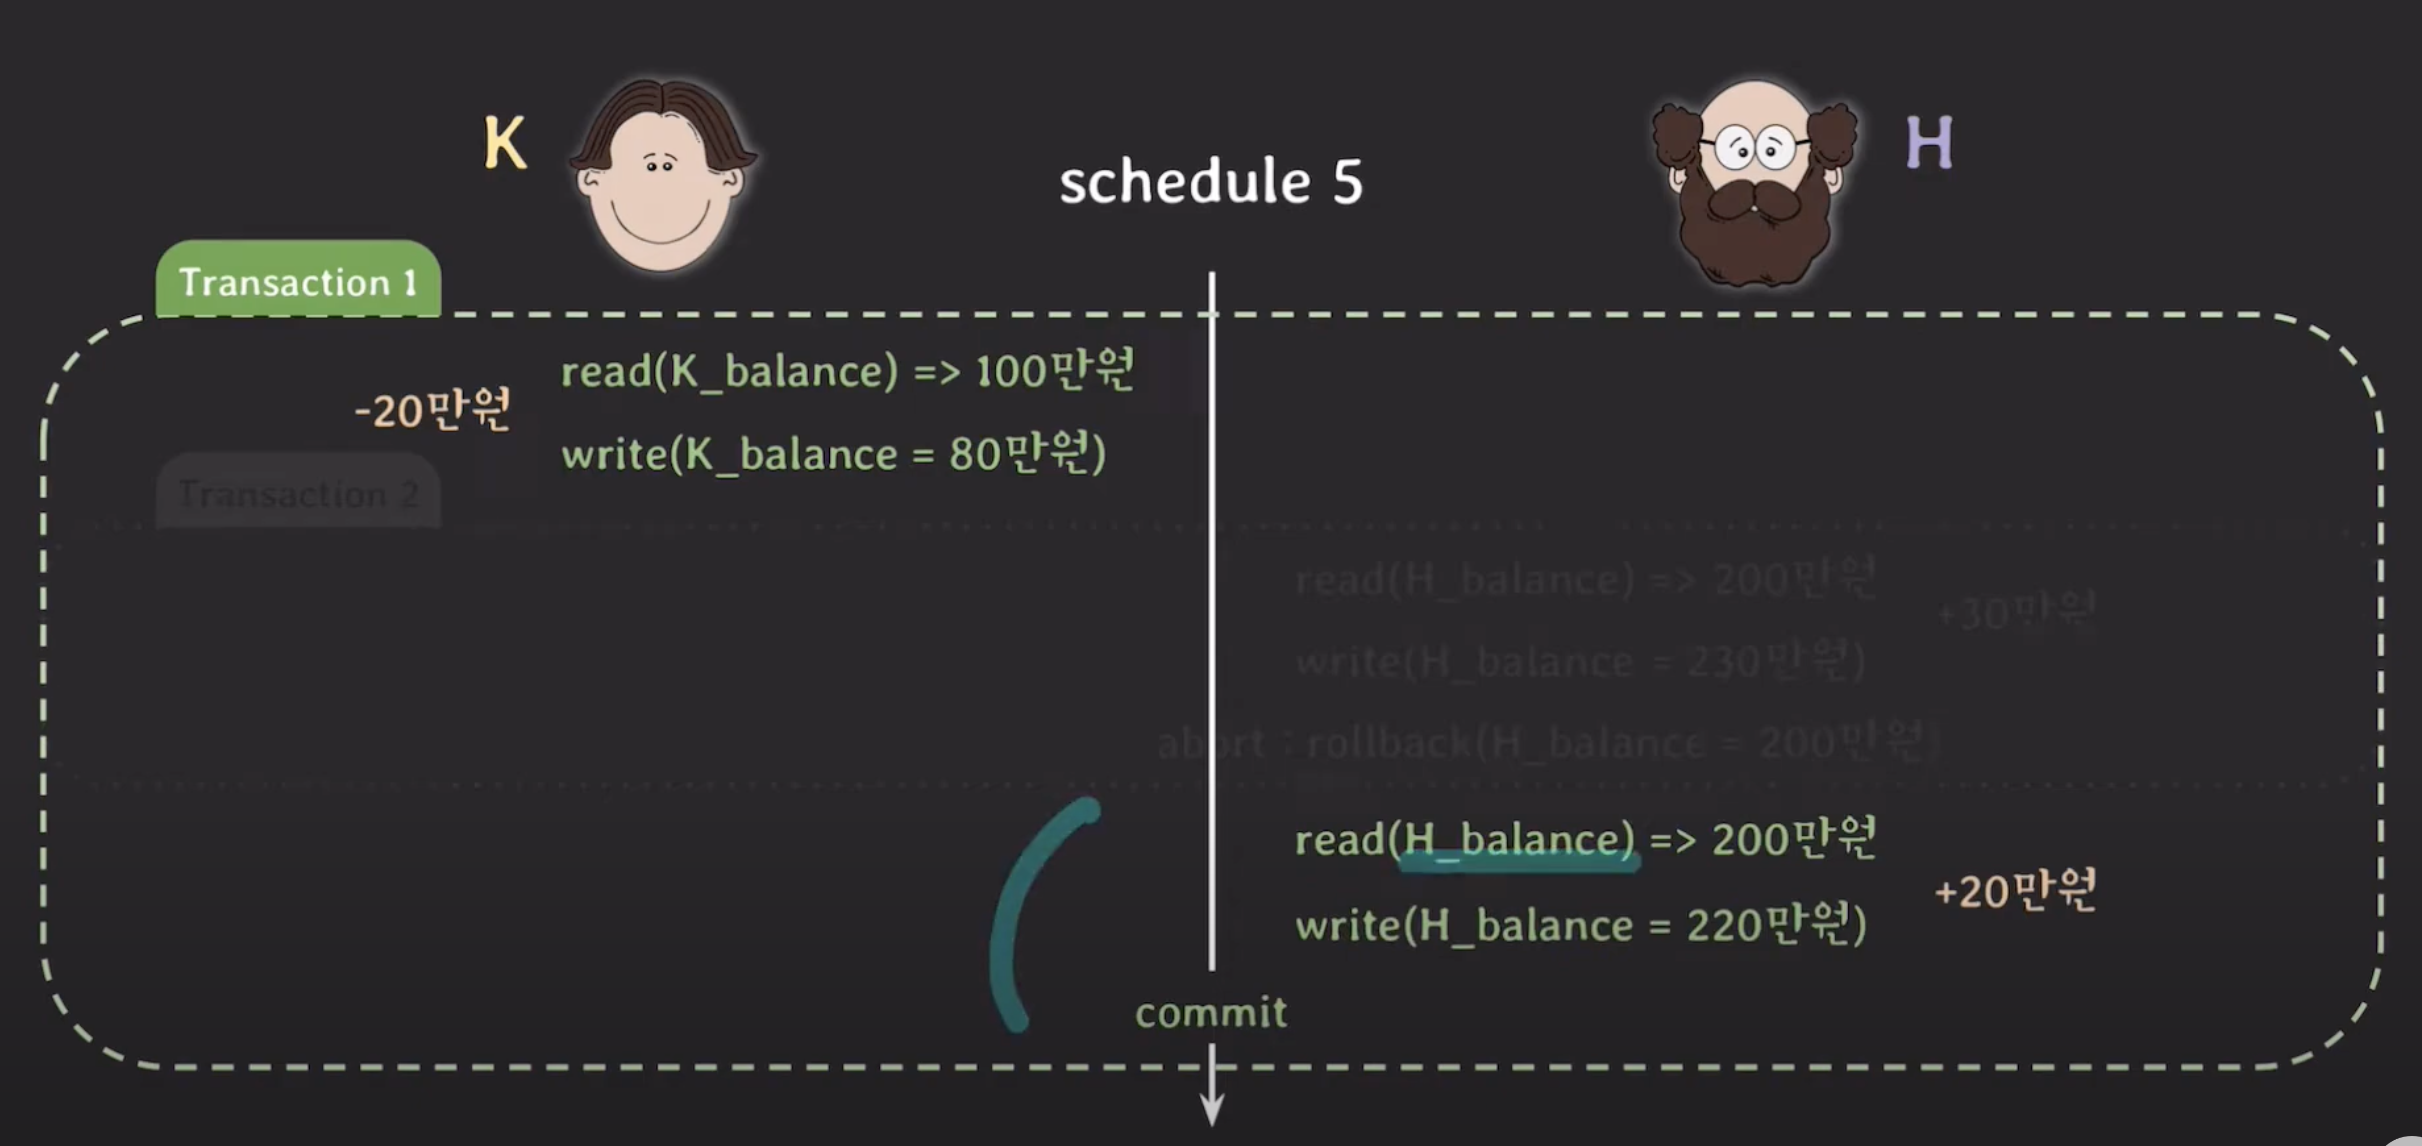 K
H
schedule 5
Transaction 1
read(K_balance) => 100만원
-20만원
write(K_balance = 80만원)
Transaction 2
read(H_balance) => 200만원
+30만원
write(H_balance = 230만원)
abort : rollback(H_balance = 200만원)
read(H_balance) => 200만원
+20만원
write(H_balance = 220만원)
commit